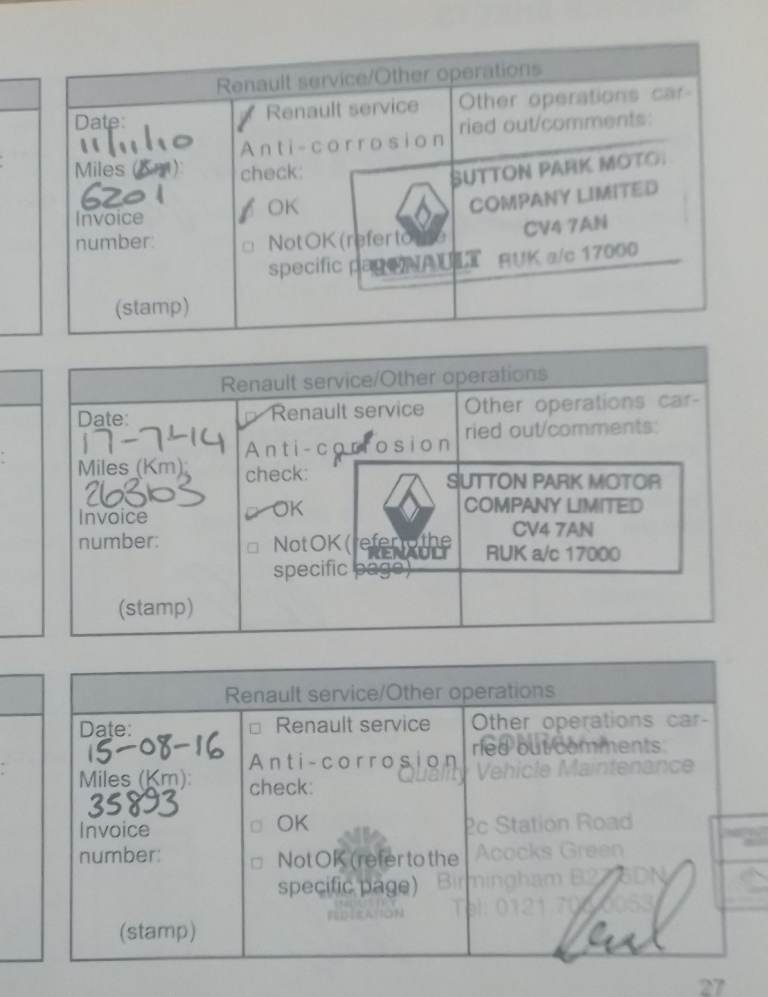 Renault service/Other operations
Date:
11/11/10
Miles (Km):
6201
Invoice
number:
(stamp)
Renault service
Anti-corrosion
check:
OK
Not OK (refer to the
specific page)
Other operations car-
ried out/comments:
SUTTON PARK MOTO
COMPANY LIMITED
CV4 7AN
RENAULT RUK a/c 17000
Renault service/Other operations
Date:
17-7-14
Miles (Km):
26303
Invoice
number:
(stamp)
Renault service
Anti-corrosion
check:
OK
Not OK (refer to the
specific page)
Other operations car-
ried out/comments:
SUTTON PARK MOTOR
COMPANY LIMITED
CV4 7AN
RENAULT RUK a/c 17000
Renault service/Other operations
Date:
15-08-16
Miles (Km):
35893
Invoice
number:
(stamp)
Renault service
Anti-corrosion
check:
OK
Not OK (refer to the
specific page)
INDUSTRY
FEDERATION
Other operations car-
ried out/comments:
Quality Vehicle Maintenance
2c Station Road
Acocks Green
Birmingham
Tel: 0121
27